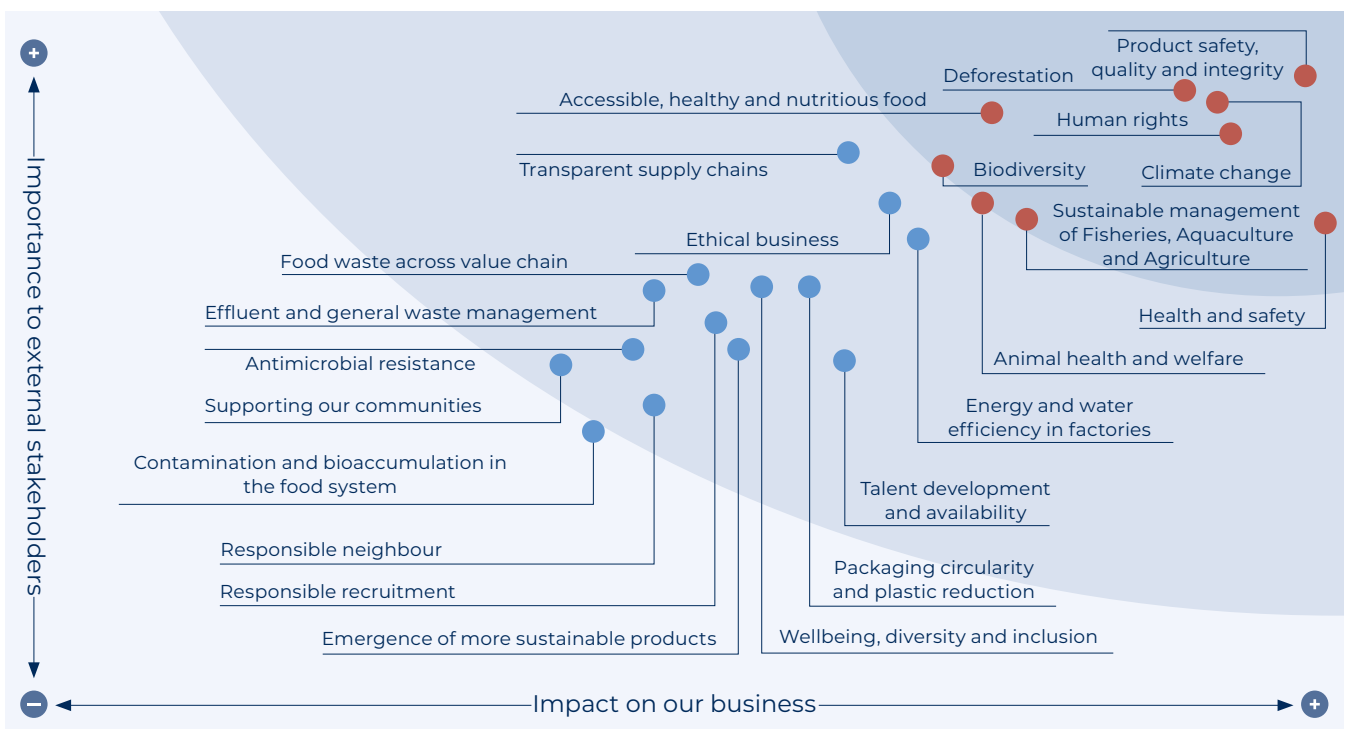 Product safety,
quality and integrity
Deforestation
Accessible, healthy and nutritious food
Human rights
Transparent supply chains
Biodiversity
Climate change
Sustainable management
of Fisheries, Aquaculture
and Agriculture
Ethical business
Food waste across value chain
Effluent and general waste management
Health and safety
Antimicrobial resistance
Animal health and welfare
Supporting our communities
Energy and water
efficiency in factories
Contamination and bioaccumulation in
the food system
Talent development
and availability
Responsible neighbour
Packaging circularity
and plastic reduction
Responsible recruitment
Emergence of more sustainable products
Wellbeing, diversity and inclusion
Importance to external stakeholders
Impact on our business